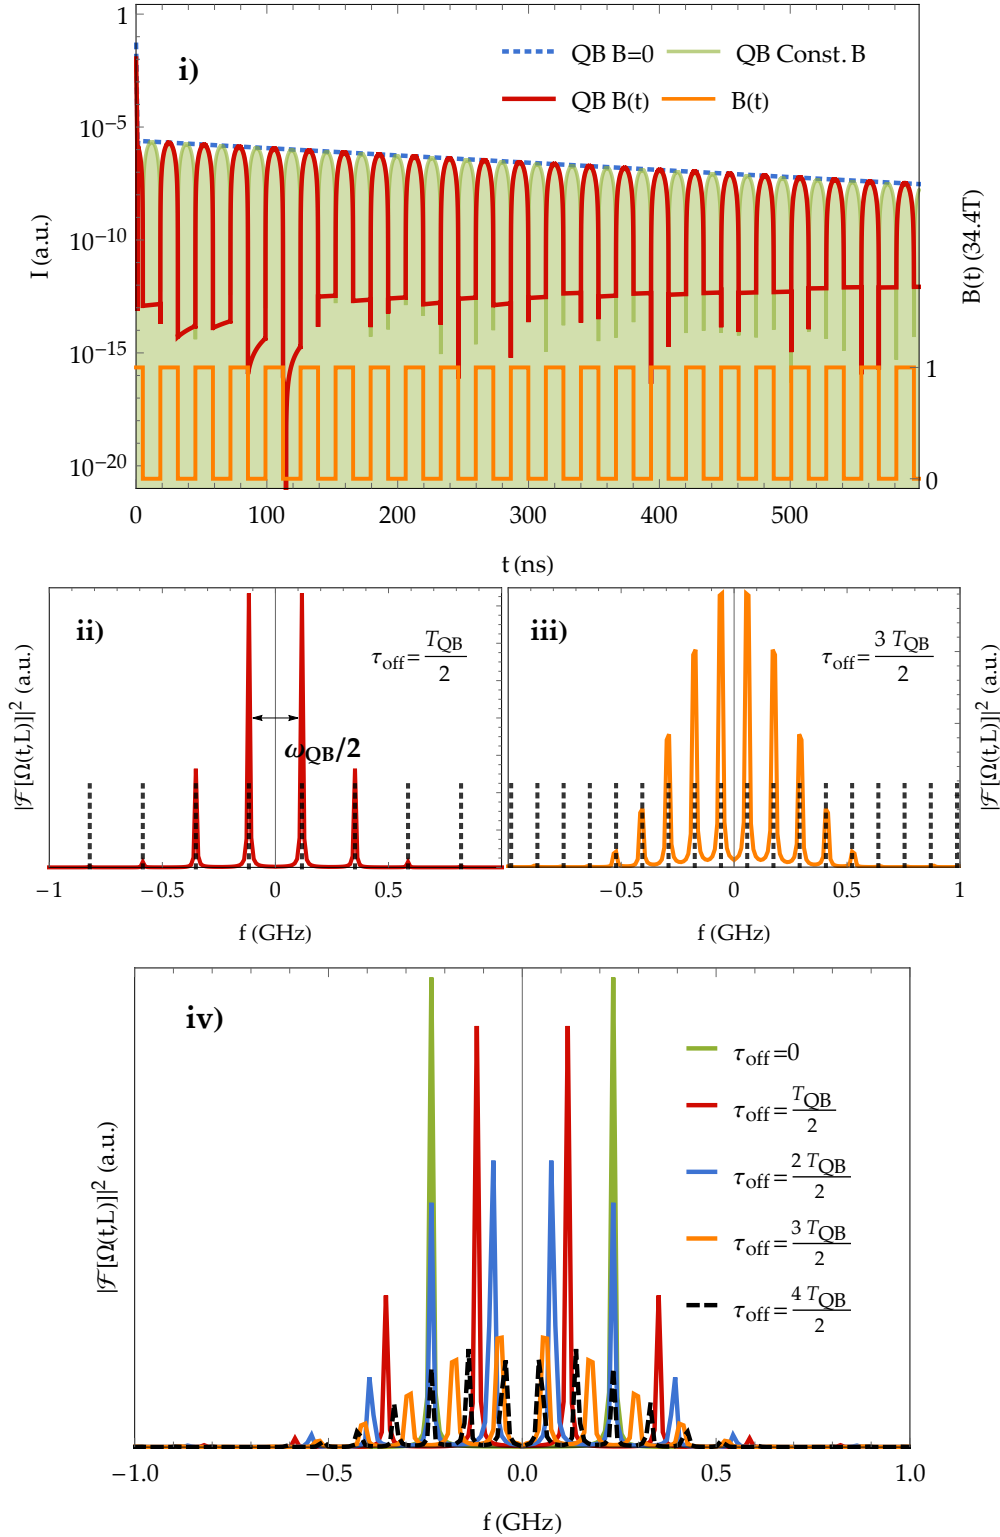 i)
QB B=0
QB Const. B
QB B(t)
B(t)
1
10^{-5}
10^{-10}
10^{-15}
10^{-20}
I (a.u.)
B(t) (34.4T)
1
0
0 100 200 300 400 500
t (ns)
ii)
τ_off = T_QB/2
ω_QB/2
|ℱ[Ω(t,L)]|² (a.u.)
−1 −0.5 0 0.5
f (GHz)
iii)
τ_off = 3 T_QB/2
|ℱ[Ω(t,L)]|² (a.u.)
−0.5 0 0.5 1
f (GHz)
iv)
τ_off=0
τ_off = T_QB/2
τ_off = 2 T_QB/2
τ_off = 3 T_QB/2
τ_off = 4 T_QB/2
|ℱ[Ω(t,L)]|² (a.u.)
−1.0 −0.5 0.0 0.5 1.0
f (GHz)